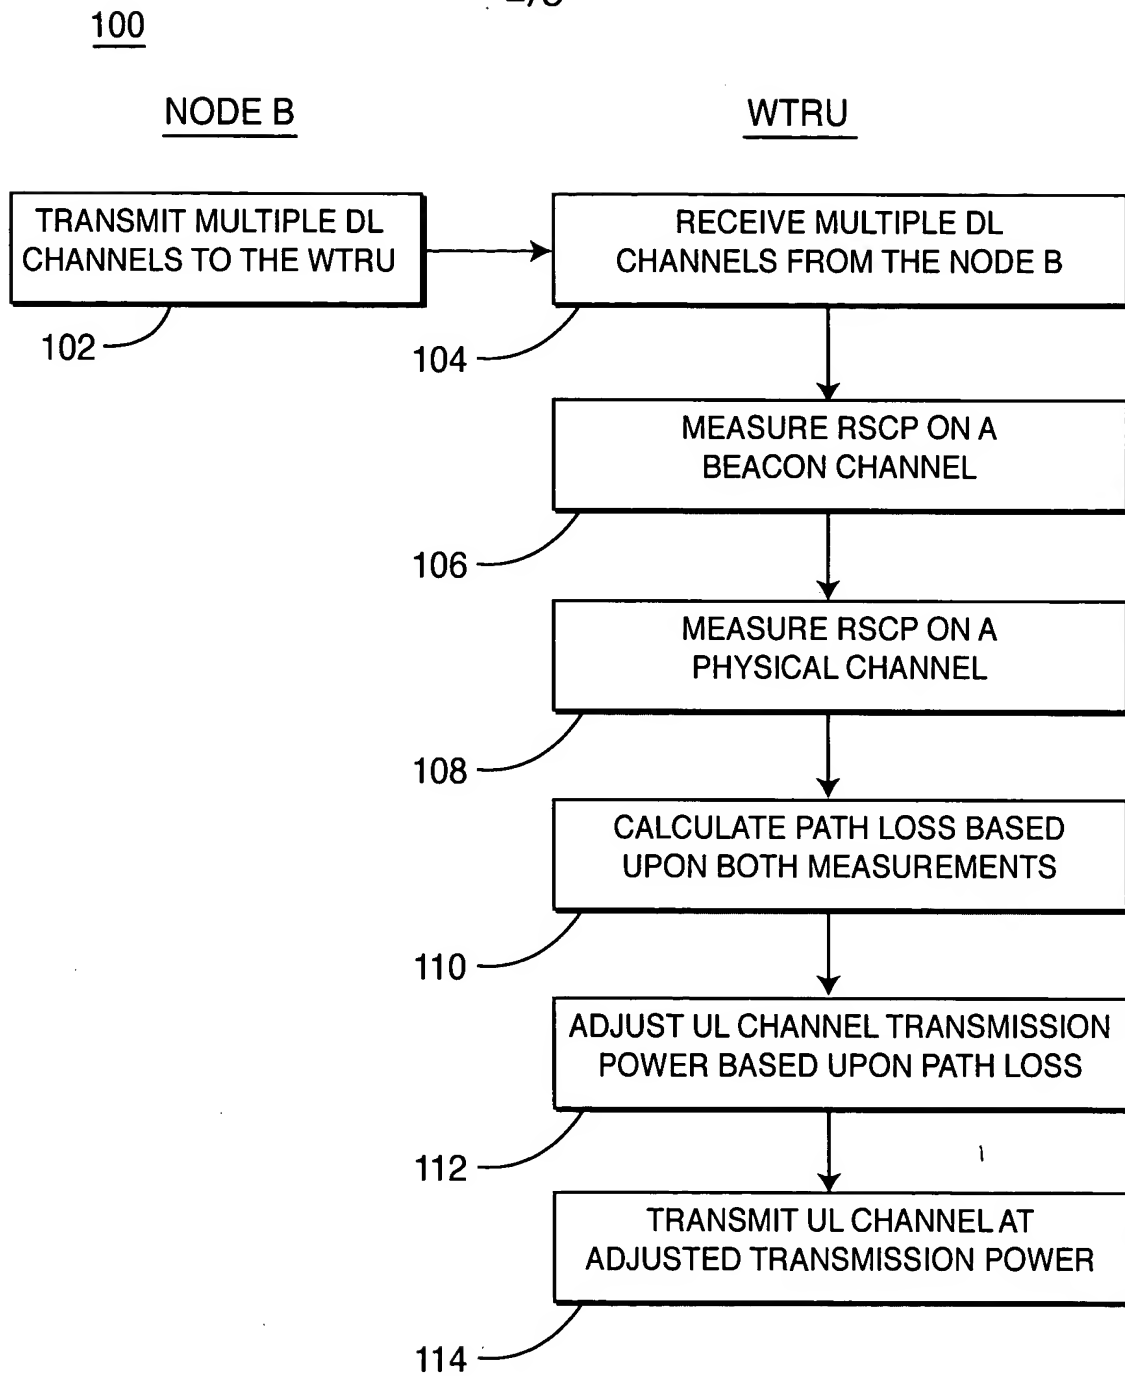 100
NODE B
WTRU
TRANSMIT MULTIPLE DL
CHANNELS TO THE WTRU
102
RECEIVE MULTIPLE DL
CHANNELS FROM THE NODE B
104
MEASURE RSCP ON A
BEACON CHANNEL
106
MEASURE RSCP ON A
PHYSICAL CHANNEL
108
CALCULATE PATH LOSS BASED
UPON BOTH MEASUREMENTS
110
ADJUST UL CHANNEL TRANSMISSION
POWER BASED UPON PATH LOSS
112
TRANSMIT UL CHANNEL AT
ADJUSTED TRANSMISSION POWER
114